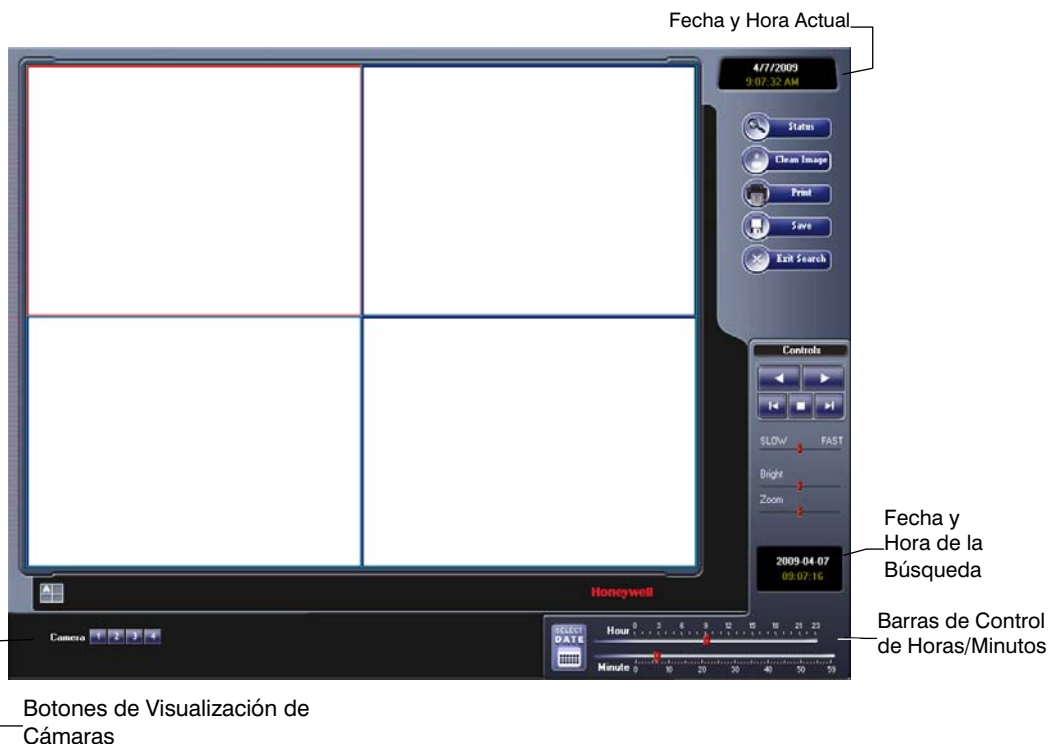 Fecha y Hora Actual
4/7/2009
9:07:32 AM
Status
Clean Image
Print
Save
Exit Search
Controls
SLOW FAST
Bright
Zoom
Fecha y
Hora de la
Búsqueda
2009-04-07
09:07:16
A
Honeywell
Camera 1 2 3 4
SELECT
DATE
Hour 0 3 6 9 12 15 18 21 23
Minute 0 10 20 30 40 50 59
Barras de Control
de Horas/Minutos
Botones de Visualización de
Cámaras